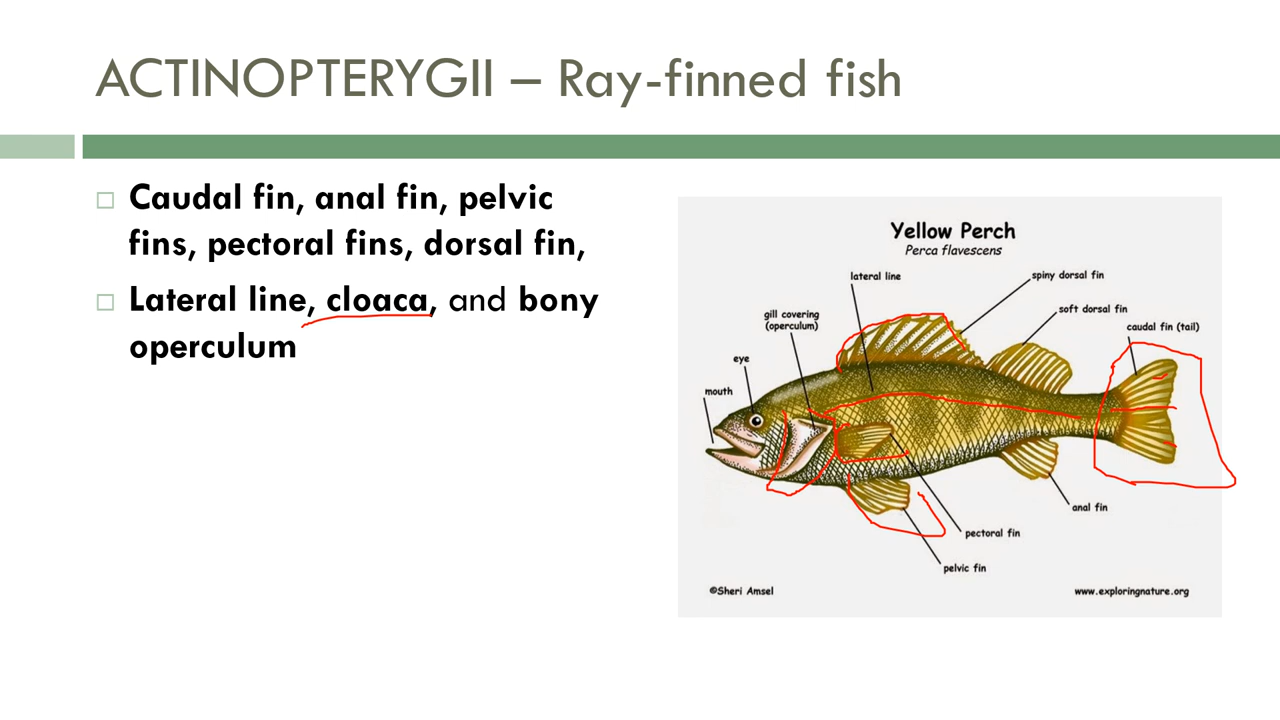 ACTINOPTERYGII – Ray-finned fish
Caudal fin, anal fin, pelvic
fins, pectoral fins, dorsal fin,
Lateral line, cloaca, and bony
operculum
Yellow Perch
Perca flavescens
lateral line
spiny dorsal fin
soft dorsal fin
gill covering
(operculum)
caudal fin (tail)
eye
mouth
anal fin
pectoral fin
pelvic fin
©Sheri Amsel
www.exploringnature.org